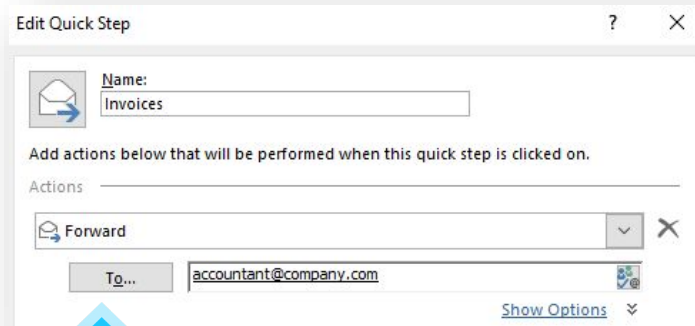 Edit Quick Step ? ×
Name:
Invoices
Add actions below that will be performed when this quick step is clicked on.
Actions
Forward
To... accountant@company.com
Show Options